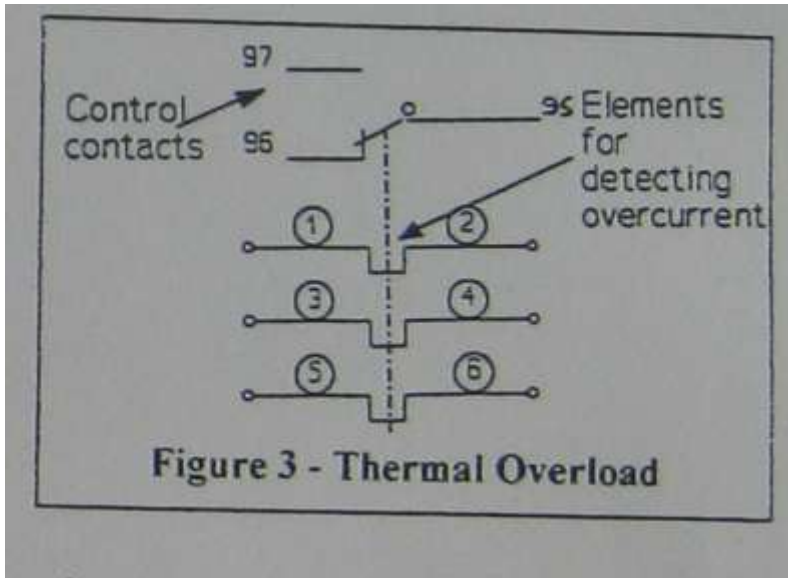 97
Control
contacts
96
95 Elements
for
detecting
overcurrent
1 2
3 4
5 6
Figure 3 - Thermal Overload